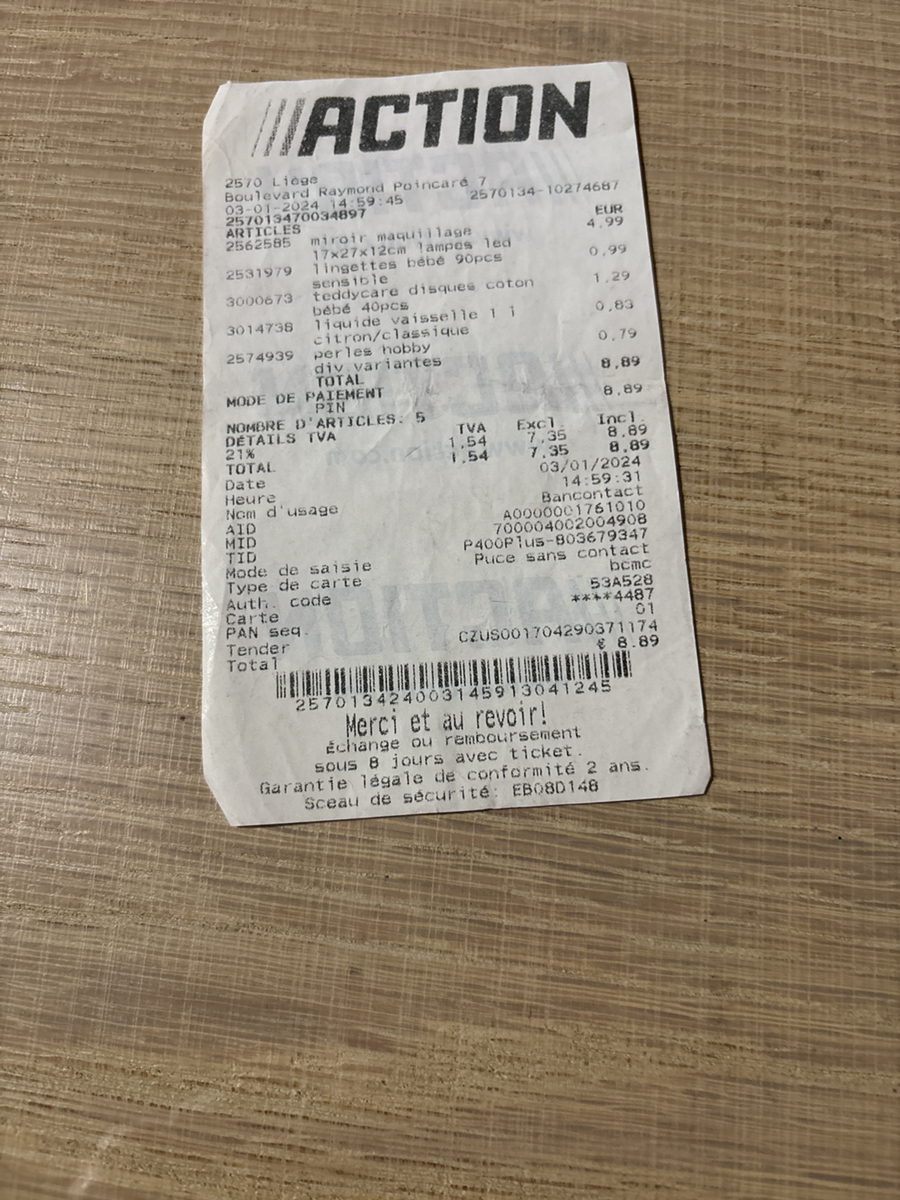 ACTION
2570 Liège
Boulevard Raymond Poincaré 7
03-01-2024 14:59:45 2570134-10274687
257013470034897
ARTICLES EUR
2562585 miroir maquillage 4,99
17x27x12cm lampes led
2531979 lingettes bébé 90pcs 0,99
sensible
3000673 teddycare disques coton 1,29
bébé 40pcs
3014738 liquide vaisselle 1 l 0,83
citron/classique
2574939 perles hobby 0,79
div variantes
TOTAL 8,89
MODE DE PAIEMENT
PIN 8,89
NOMBRE D'ARTICLES: 5
DÉTAILS TVA TVA Excl. Incl.
21% 1,54 7,35 8,89
TOTAL 1,54 7,35 8,89
Date 03/01/2024
Heure 14:59:31
Nom d'usage Bancontact
AID A0000001761010
MID 700004002004908
TID P400Plus-803679347
Mode de saisie Puce sans contact
Type de carte bcmc
Auth. code 53A528
Carte ****4487
PAN seq. 01
Tender CZUS001704290371174
Total € 8.89
257013424003145913041245
Merci et au revoir!
Échange ou remboursement
sous 8 jours avec ticket.
Garantie légale de conformité 2 ans.
Sceau de sécurité: EB08D148